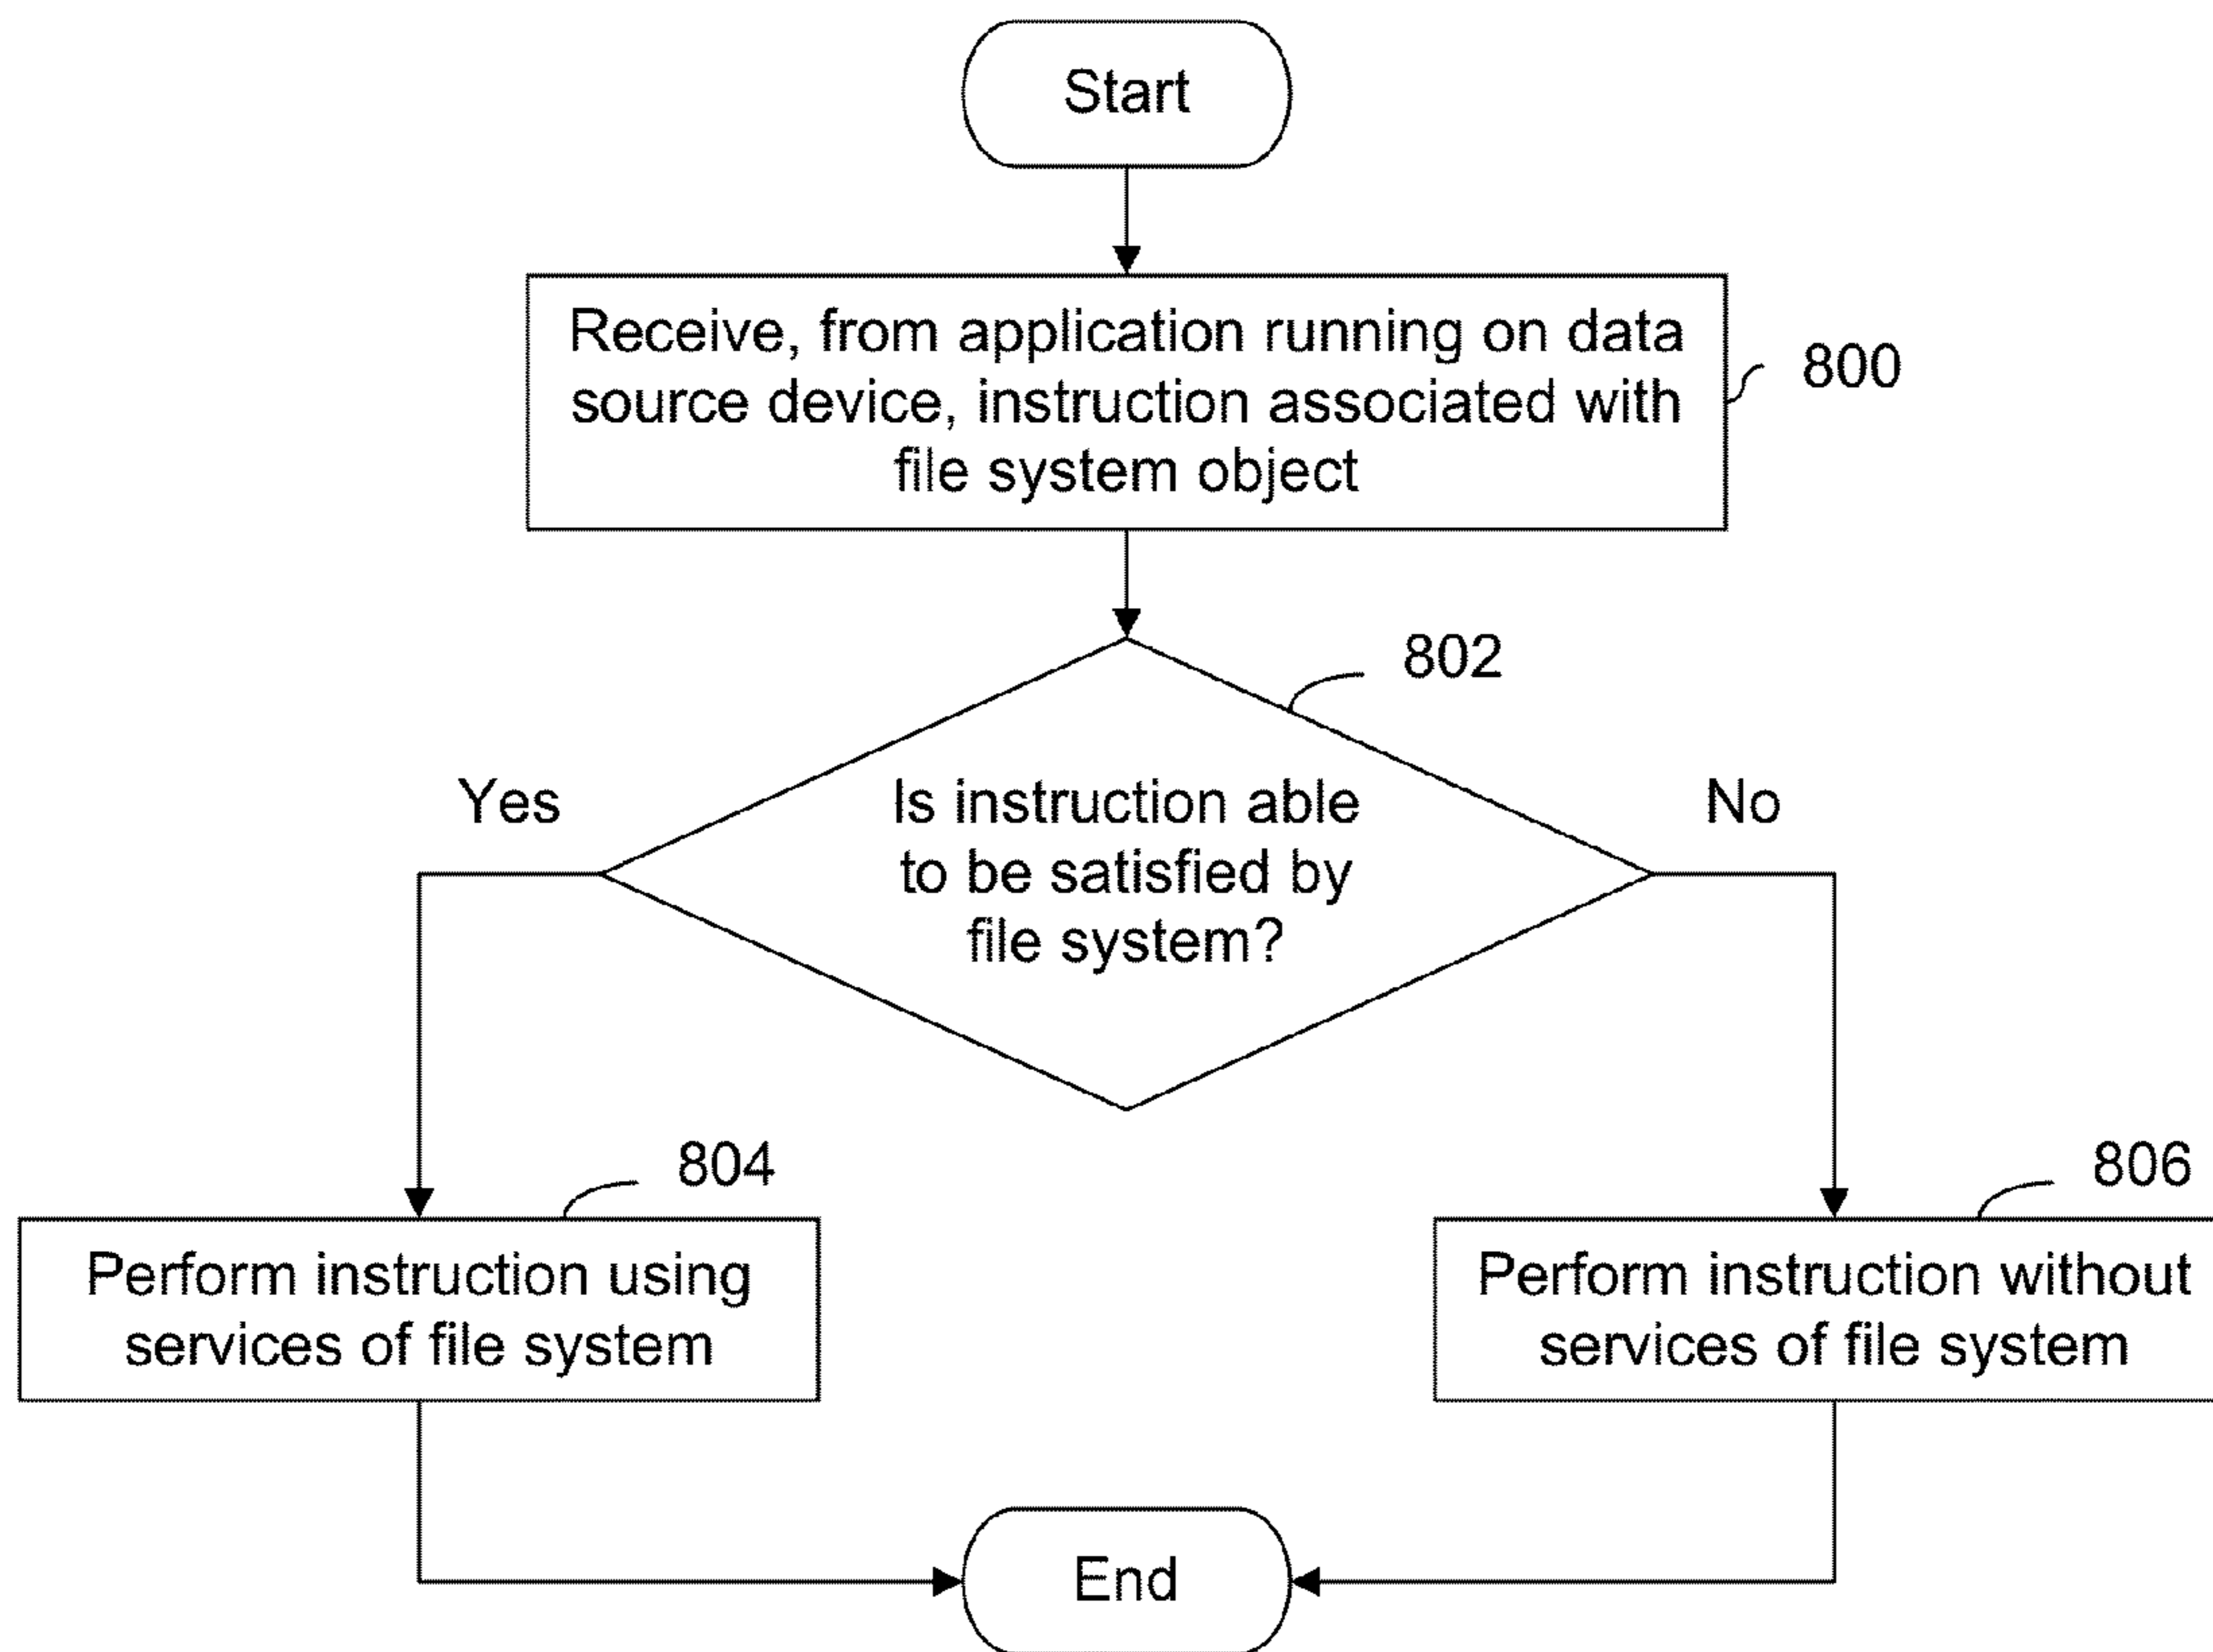 Start
Receive, from application running on data
source device, instruction associated with
file system object
800
802
Yes
Is instruction able
to be satisfied by
file system?
No
804
Perform instruction using
services of file system
806
Perform instruction without
services of file system
End